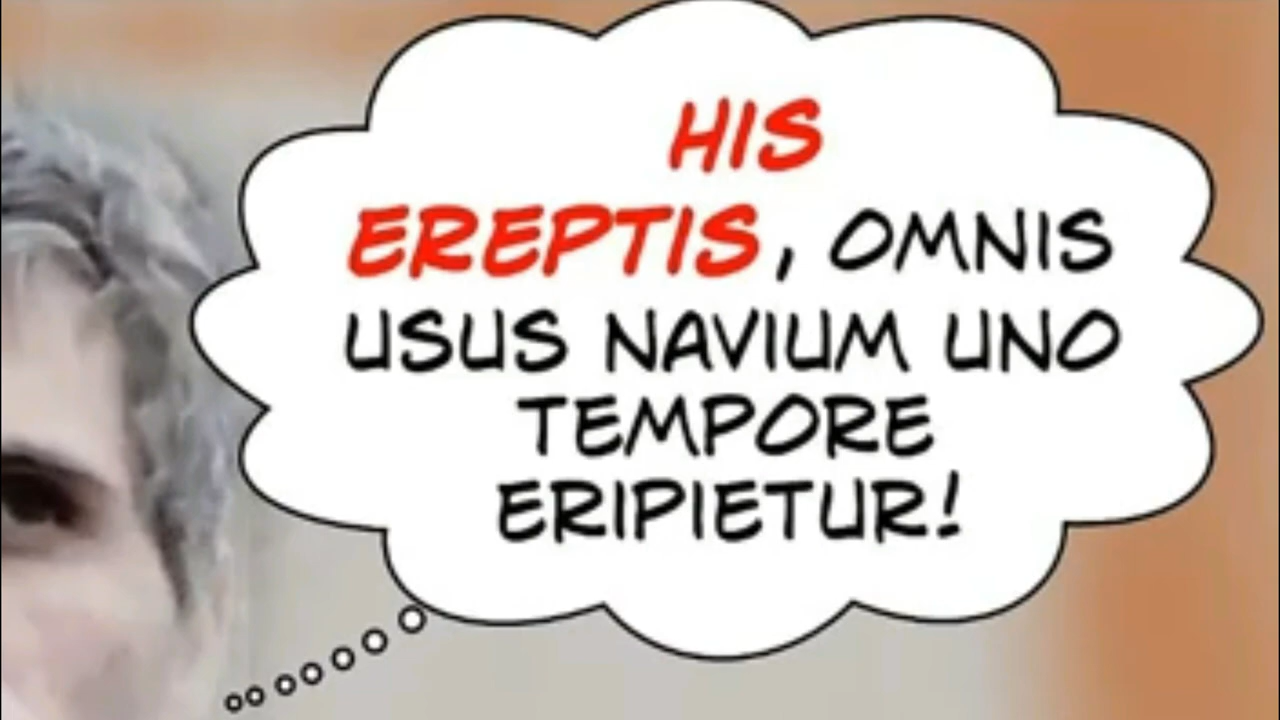 HIS
EREPTIS, OMNIS
USUS NAVIUM UNO
TEMPORE
ERIPIETUR!